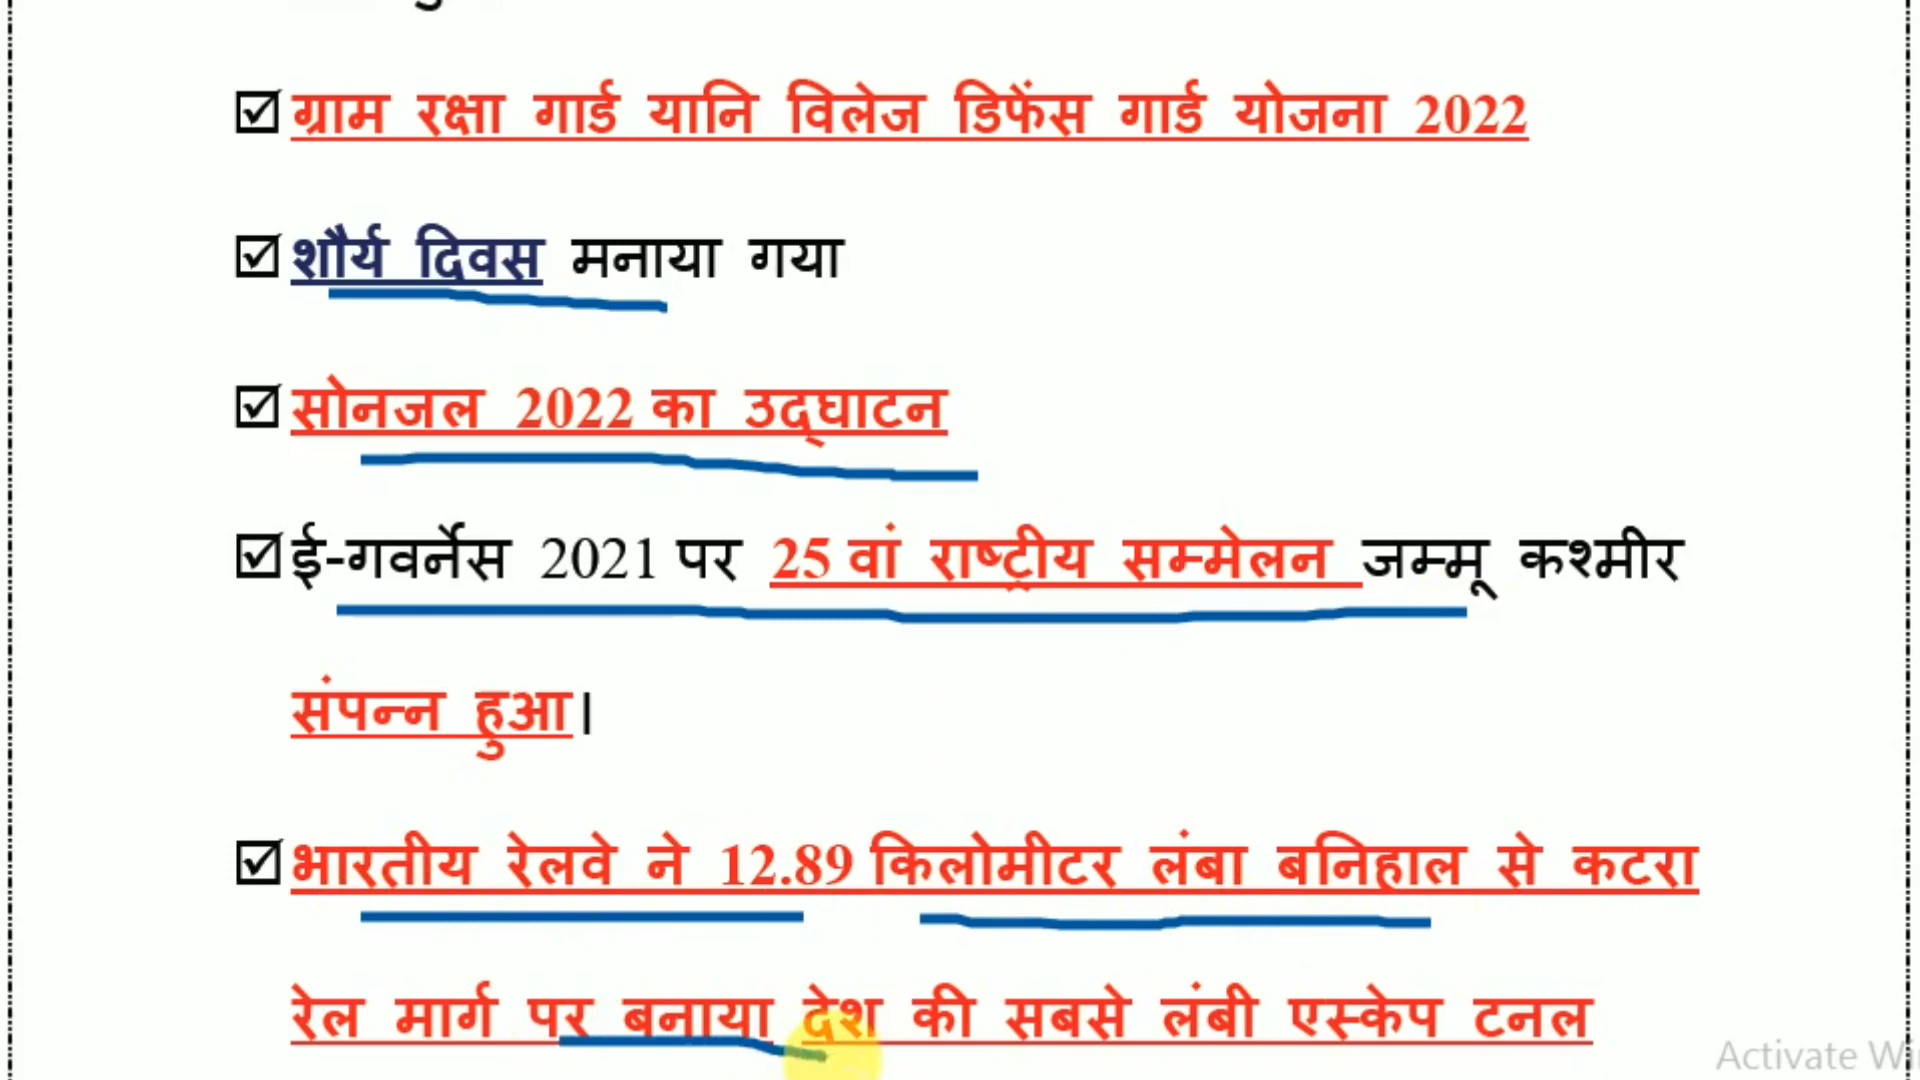 ग्राम रक्षा गार्ड यानि विलेज डिफेंस गार्ड योजना 2022
शौर्य दिवस मनाया गया
सोनजल 2022 का उद्घाटन
ई-गवर्नेस 2021 पर 25 वां राष्ट्रीय सम्मेलन जम्मू कश्मीर
संपन्न हुआ।
भारतीय रेलवे ने 12.89 किलोमीटर लंबा बनिहाल से कटरा
रेल मार्ग पर बनाया देश की सबसे लंबी एस्केप टनल
Activate Wi